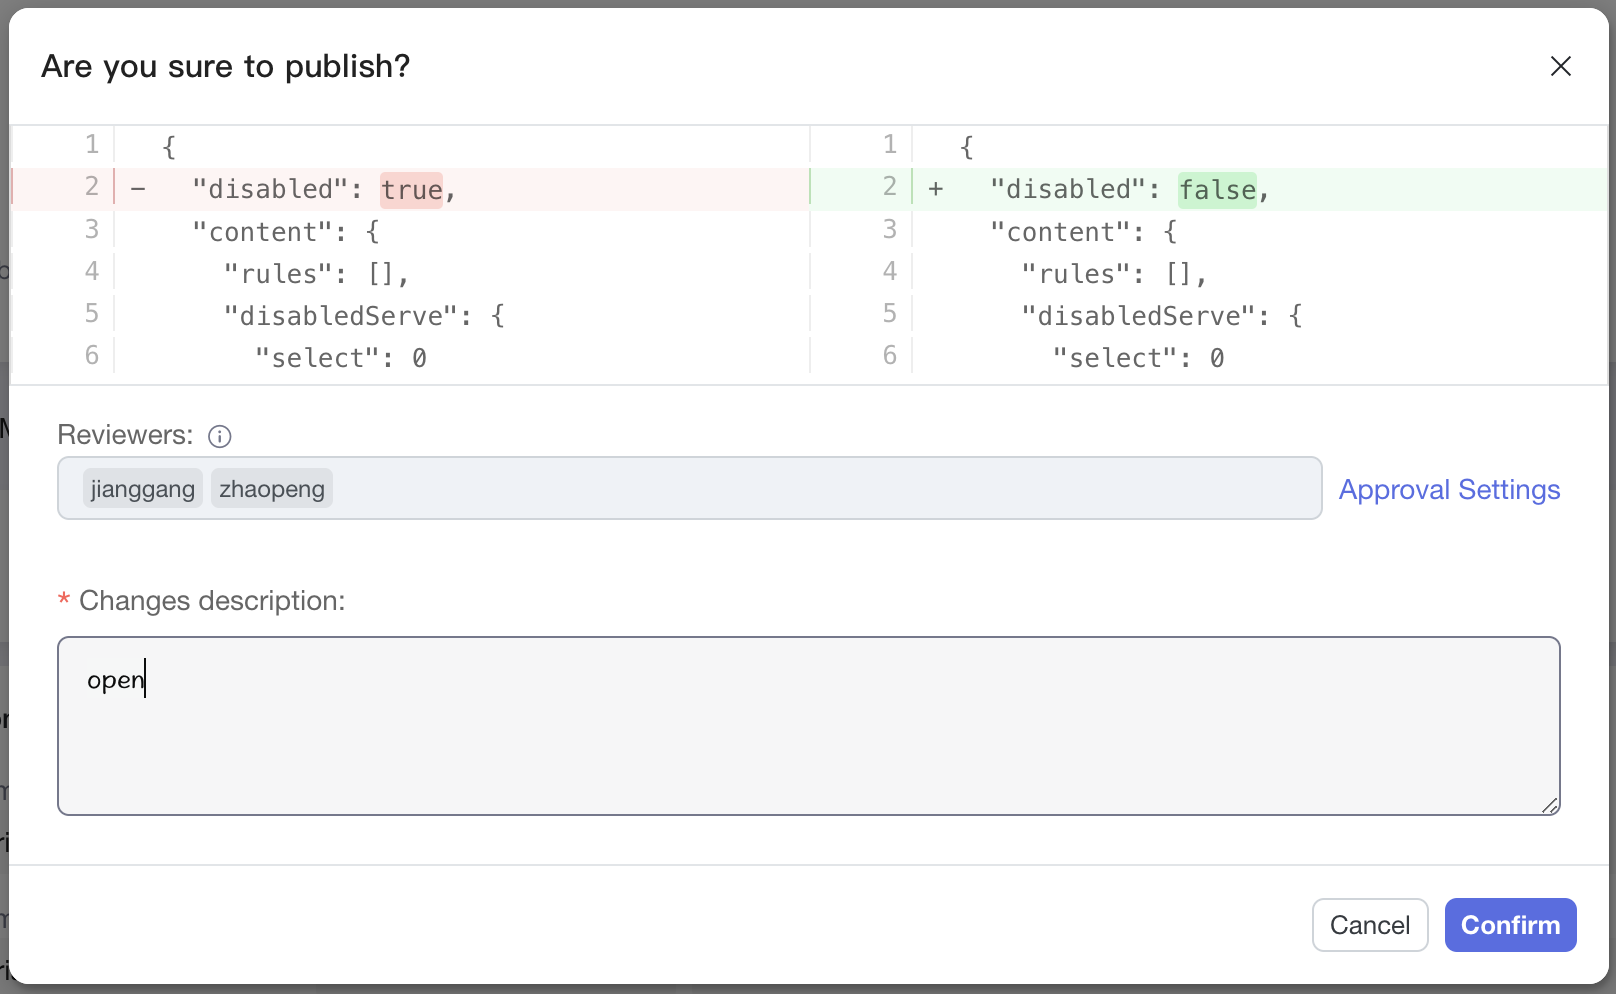 Are you sure to publish?
1 { 1 {
2 − "disabled": true, 2 + "disabled": false,
3 "content": { 3 "content": {
4 "rules": [], 4 "rules": [],
5 "disabledServe": { 5 "disabledServe": {
6 "select": 0 6 "select": 0
Reviewers:
jianggang zhaopeng Approval Settings
* Changes description:
open
Cancel Confirm